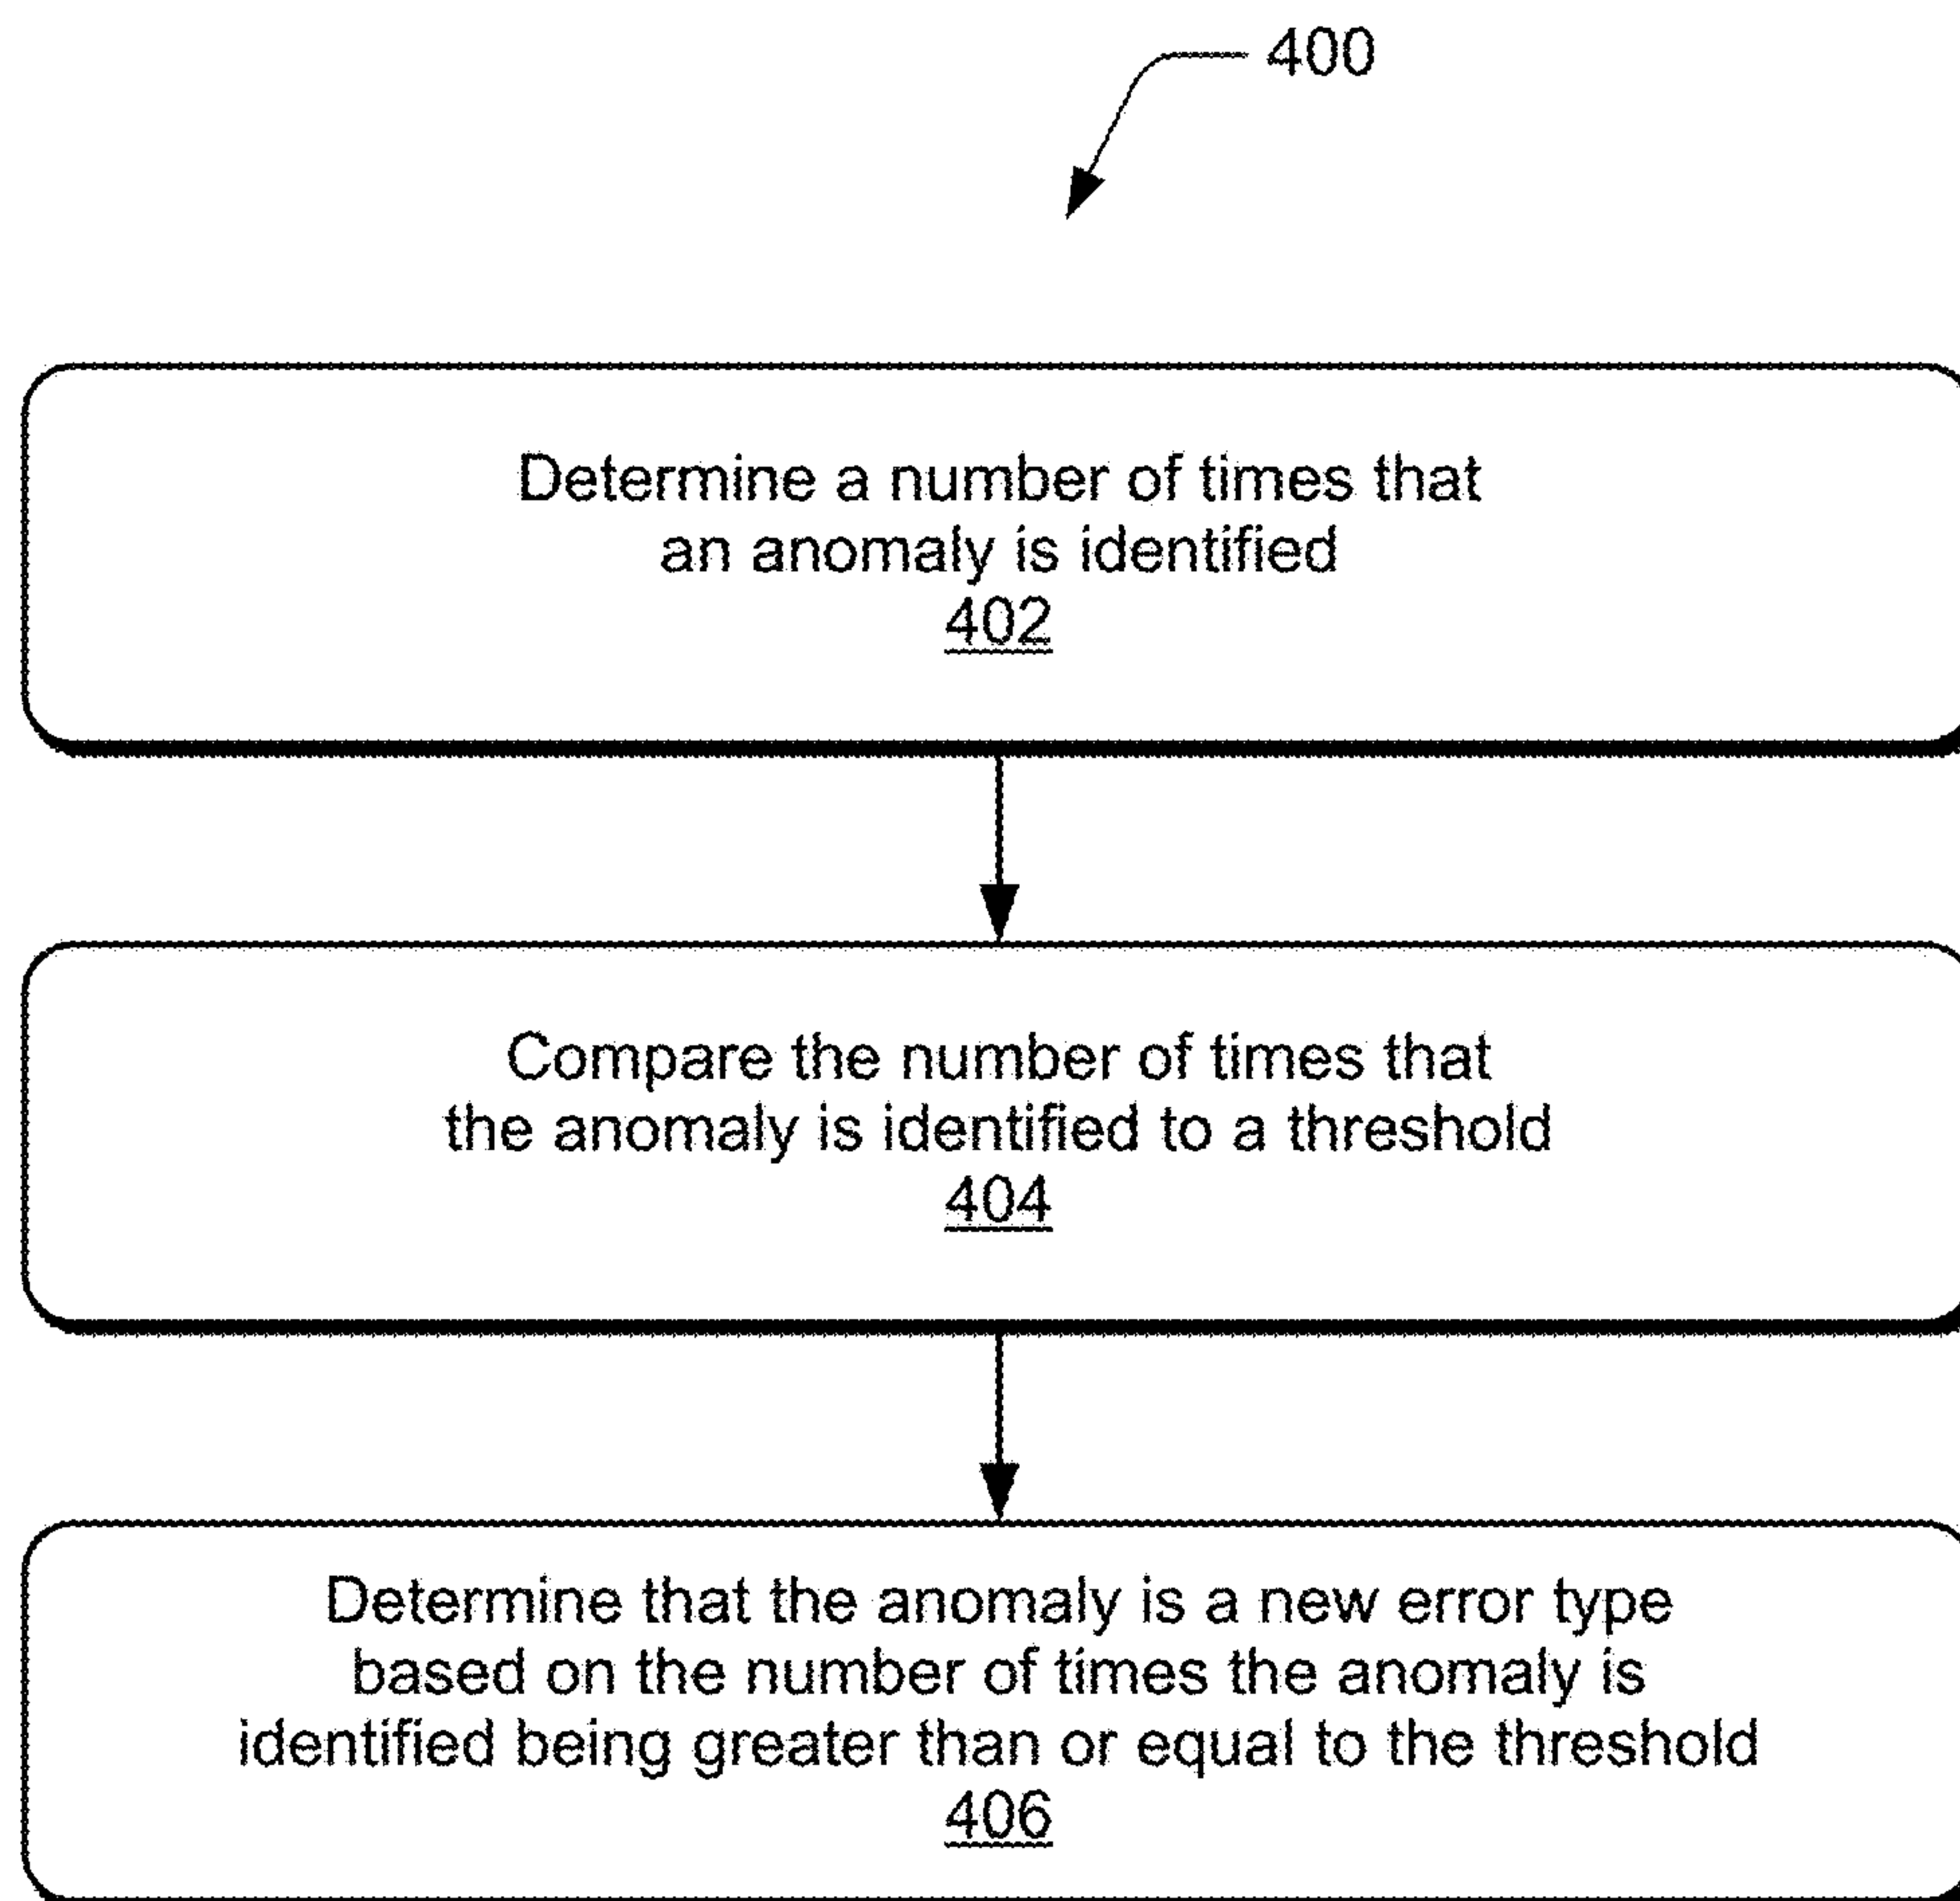 400
Determine a number of times that
an anomaly is identified
402
Compare the number of times that
the anomaly is identified to a threshold
404
Determine that the anomaly is a new error type
based on the number of times the anomaly is
identified being greater than or equal to the threshold
406